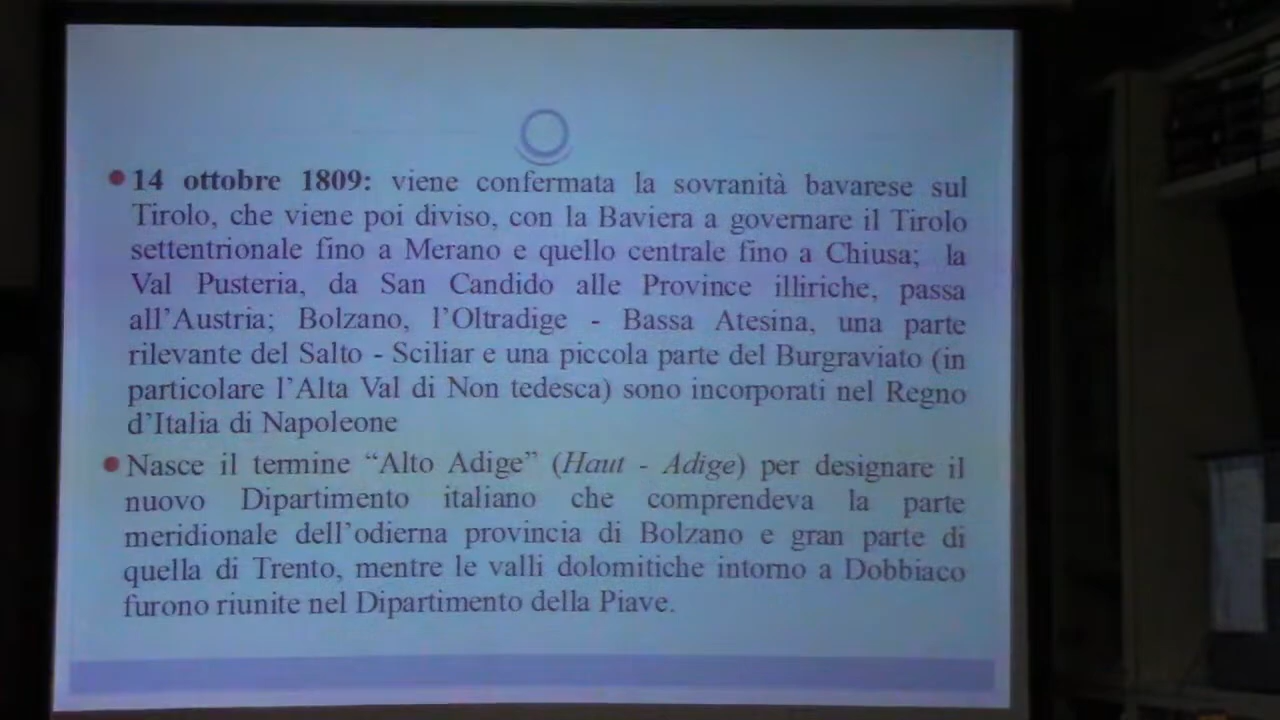 14 ottobre 1809: viene confermata la sovranità bavarese sul
Tirolo, che viene poi diviso, con la Baviera a governare il Tirolo
settentrionale fino a Merano e quello centrale fino a Chiusa; la
Val Pusteria, da San Candido alle Province illiriche, passa
all'Austria; Bolzano, l'Oltradige - Bassa Atesina, una parte
rilevante del Salto - Sciliar e una piccola parte del Burgraviato (in
particolare l'Alta Val di Non tedesca) sono incorporati nel Regno
d'Italia di Napoleone
Nasce il termine “Alto Adige” (Haut - Adige) per designare il
nuovo Dipartimento italiano che comprendeva la parte
meridionale dell'odierna provincia di Bolzano e gran parte di
quella di Trento, mentre le valli dolomitiche intorno a Dobbiaco
furono riunite nel Dipartimento della Piave.